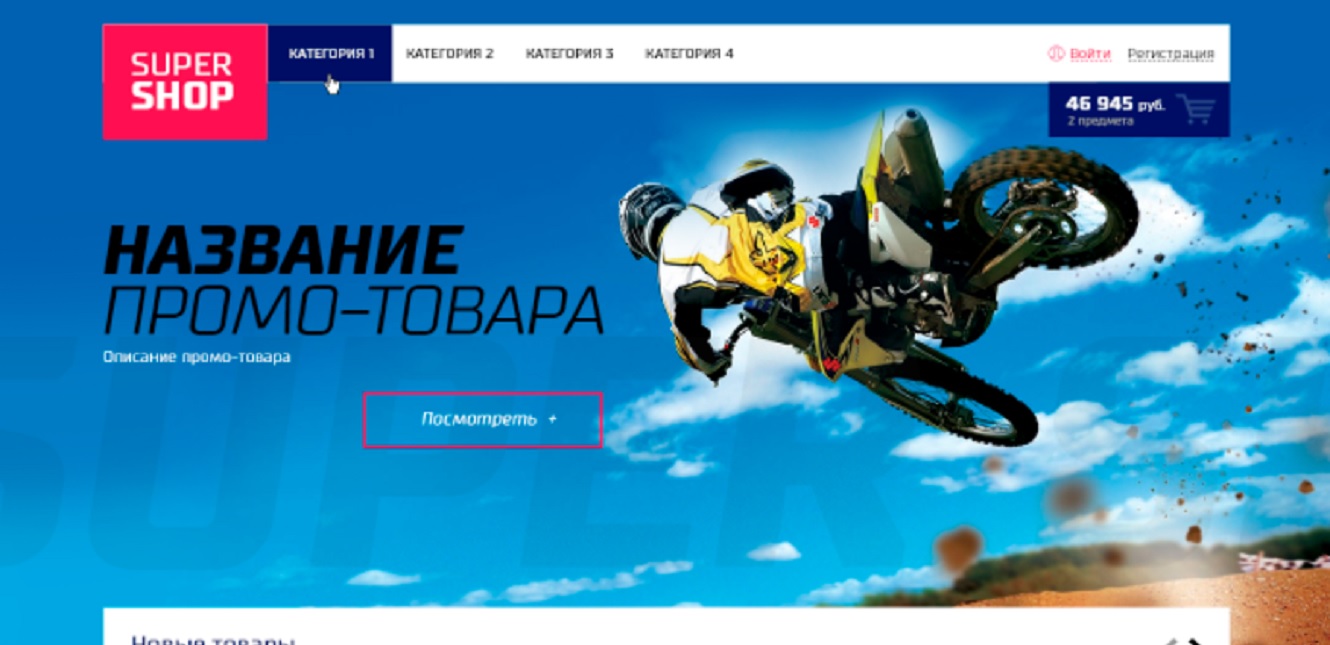 SUPER
SHOP
КАТЕГОРИЯ 1
КАТЕГОРИЯ 2
КАТЕГОРИЯ 3
КАТЕГОРИЯ 4
Войти
Регистрация
46 945 руб.
2 предмета
НАЗВАНИЕ
ПРОМО-ТОВАРА
Описание промо-товара
Посмотреть +
SUPER S
Новые товары